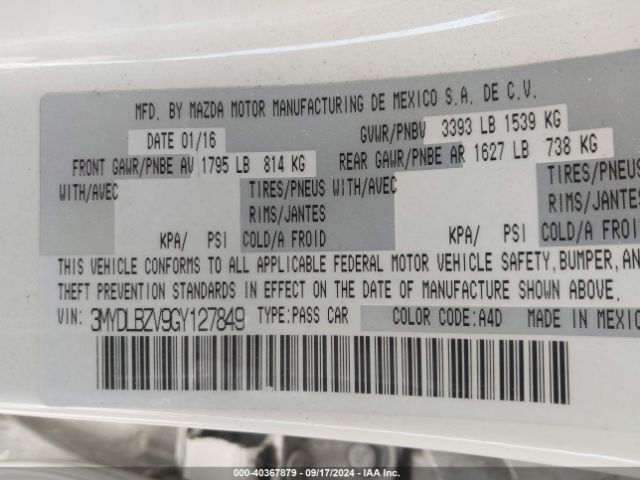 MFD. BY MAZDA MOTOR MANUFACTURING DE MEXICO S.A. DE C.V.
DATE 01/16 GVWR/PNBV 3393 LB 1539 KG
FRONT GAWR/PNBE AV 1795 LB 814 KG REAR GAWR/PNBE AR 1627 LB 738 KG
WITH/AVEC TIRES/PNEUS WITH/AVEC TIRES/PNEUS
RIMS/JANTES RIMS/JANTES
KPA/ PSI COLD/A FROID KPA/ PSI COLD/A FROID
THIS VEHICLE CONFORMS TO ALL APPLICABLE FEDERAL MOTOR VEHICLE SAFETY, BUMPER, AN
THEFT PREVENTION STANDARDS IN EFFECT ON THE DATE OF MANUFACTURE SHOWN ABOVE.
VIN: 3MYDLBZV9GY127849 TYPE:PASS CAR COLOR CODE:A4D MADE IN MEXIC
000-40367879 - 09/17/2024 - IAA Inc.